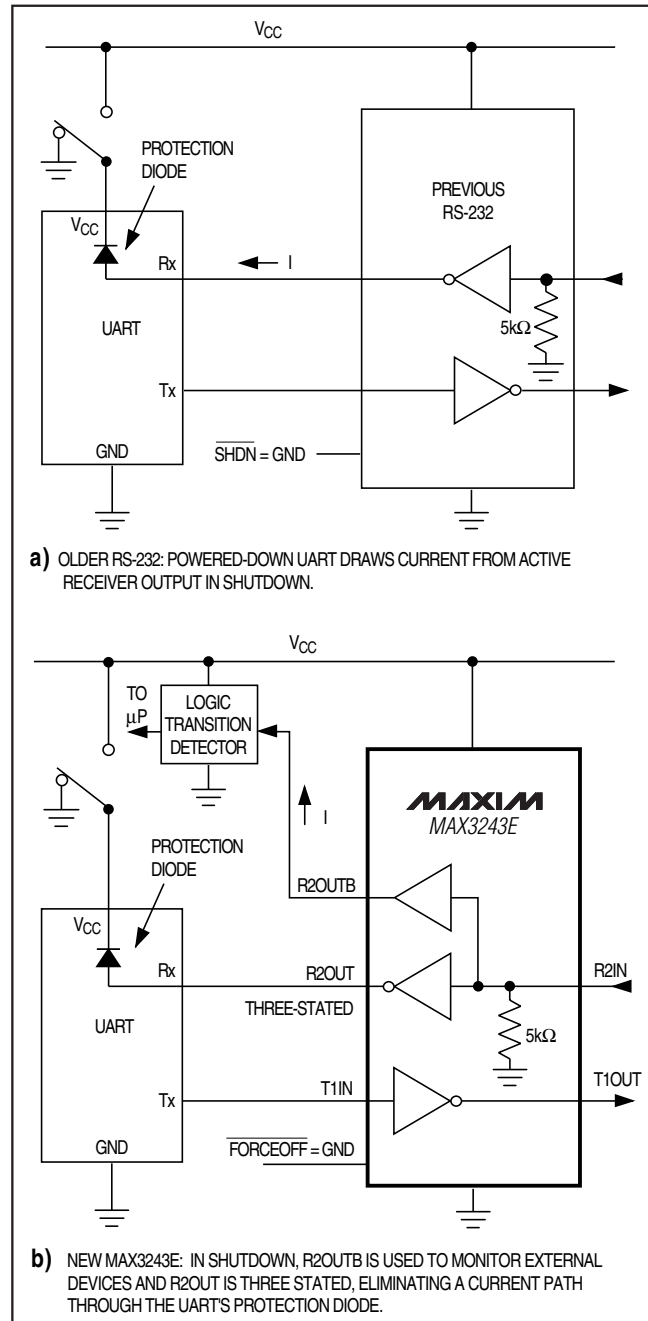 VCC
PROTECTION
DIODE
VCC
Rx
I
UART
Tx
GND
PREVIOUS
RS-232
5kΩ
SHDN = GND
a) OLDER RS-232: POWERED-DOWN UART DRAWS CURRENT FROM ACTIVE
RECEIVER OUTPUT IN SHUTDOWN.
VCC
TO
µP
LOGIC
TRANSITION
DETECTOR
I
MAXIM
MAX3243E
PROTECTION
DIODE
R2OUTB
VCC
Rx
R2OUT
R2IN
THREE-STATED
UART
5kΩ
Tx
T1IN
T1OUT
GND
FORCEOFF = GND
b) NEW MAX3243E: IN SHUTDOWN, R2OUTB IS USED TO MONITOR EXTERNAL
DEVICES AND R2OUT IS THREE STATED, ELIMINATING A CURRENT PATH
THROUGH THE UART'S PROTECTION DIODE.